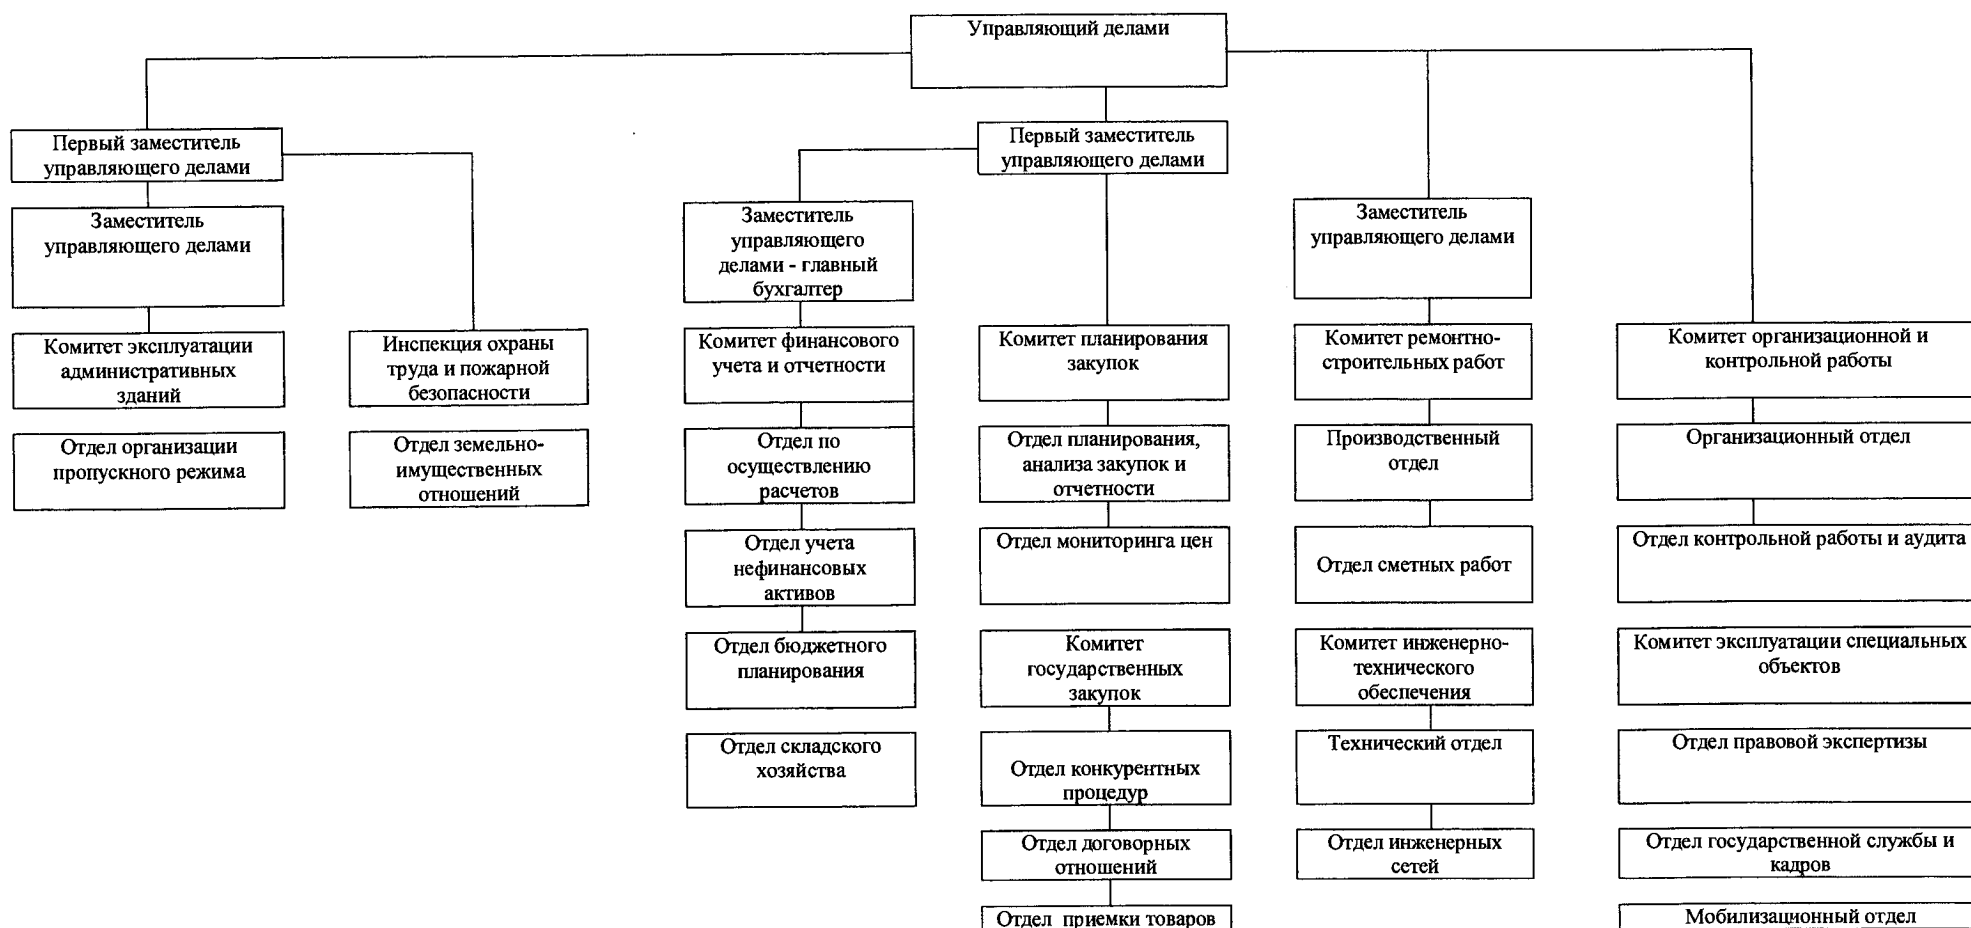 Управляющий делами
Первый заместитель
управляющего делами
Заместитель
управляющего делами
Комитет эксплуатации
административных
зданий
Отдел организации
пропускного режима
Инспекция охраны
труда и пожарной
безопасности
Отдел земельно-
имущественных
отношений
Первый заместитель
управляющего делами
Заместитель
управляющего
делами - главный
бухгалтер
Комитет финансового
учета и отчетности
Отдел по
осуществлению
расчетов
Отдел учета
нефинансовых
активов
Отдел бюджетного
планирования
Отдел складского
хозяйства
Комитет планирования
закупок
Отдел планирования,
анализа закупок и
отчетности
Отдел мониторинга цен
Комитет
государственных
закупок
Отдел конкурентных
процедур
Отдел договорных
отношений
Отдел приемки товаров
Заместитель
управляющего делами
Комитет ремонтно-
строительных работ
Производственный
отдел
Отдел сметных работ
Комитет инженерно-
технического
обеспечения
Технический отдел
Отдел инженерных
сетей
Комитет организационной и
контрольной работы
Организационный отдел
Отдел контрольной работы и аудита
Комитет эксплуатации специальных
объектов
Отдел правовой экспертизы
Отдел государственной службы и
кадров
Мобилизационный отдел